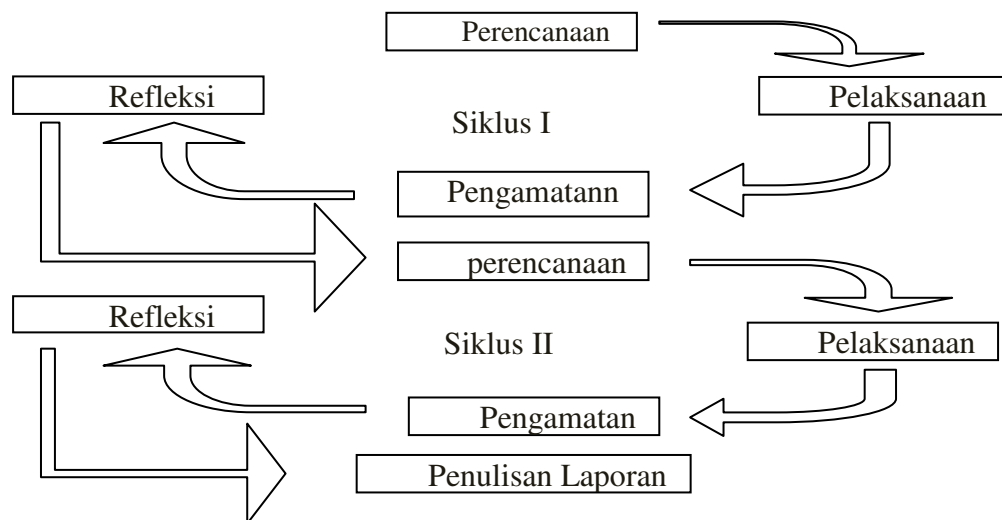 Perencanaan
Refleksi
Pelaksanaan
Siklus I
Pengamatann
perencanaan
Refleksi
Pelaksanaan
Siklus II
Pengamatan
Penulisan Laporan